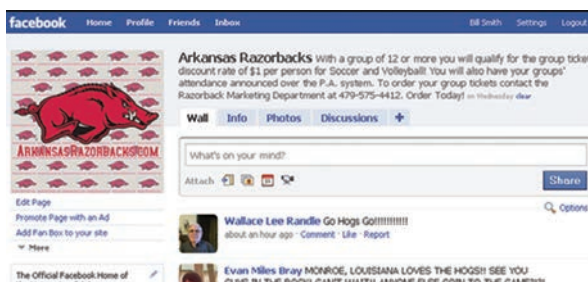 facebook Home Profile Friends Inbox Bill Smith Settings Logout
Arkansas Razorbacks With a group of 12 or more you will qualify for the group ticke
discount rate of $1 per person for Soccer and Volleyball! You will also have your groups'
attendance announced over the P.A. system. To order your group tickets contact the
Razorback Marketing Department at 479-575-4412. Order Today! on Wednesday clear
ARKANSASRAZORBACKS.COM
Wall Info Photos Discussions +
What's on your mind?
Attach
Share
Options
Edit Page
Promote Page with an Ad
Add Fan Box to your site
More
The Official Facebook Home of
Wallace Lee Randle Go Hogs Go!!!!!!!!!!!
about an hour ago · Comment · Like · Report
Evan Miles Bray MONROE, LOUISIANA LOVES THE HOGS!! SEE YOU